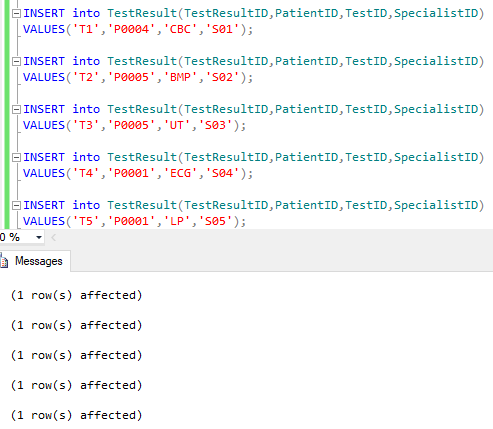 INSERT into TestResult(TestResultID,PatientID,TestID,SpecialistID)
VALUES('T1','P0004','CBC','S01');
INSERT into TestResult(TestResultID,PatientID,TestID,SpecialistID)
VALUES('T2','P0005','BMP','S02');
INSERT into TestResult(TestResultID,PatientID,TestID,SpecialistID)
VALUES('T3','P0005','UT','S03');
INSERT into TestResult(TestResultID,PatientID,TestID,SpecialistID)
VALUES('T4','P0001','ECG','S04');
INSERT into TestResult(TestResultID,PatientID,TestID,SpecialistID)
VALUES('T5','P0001','LP','S05');
0 %
Messages
(1 row(s) affected)
(1 row(s) affected)
(1 row(s) affected)
(1 row(s) affected)
(1 row(s) affected)